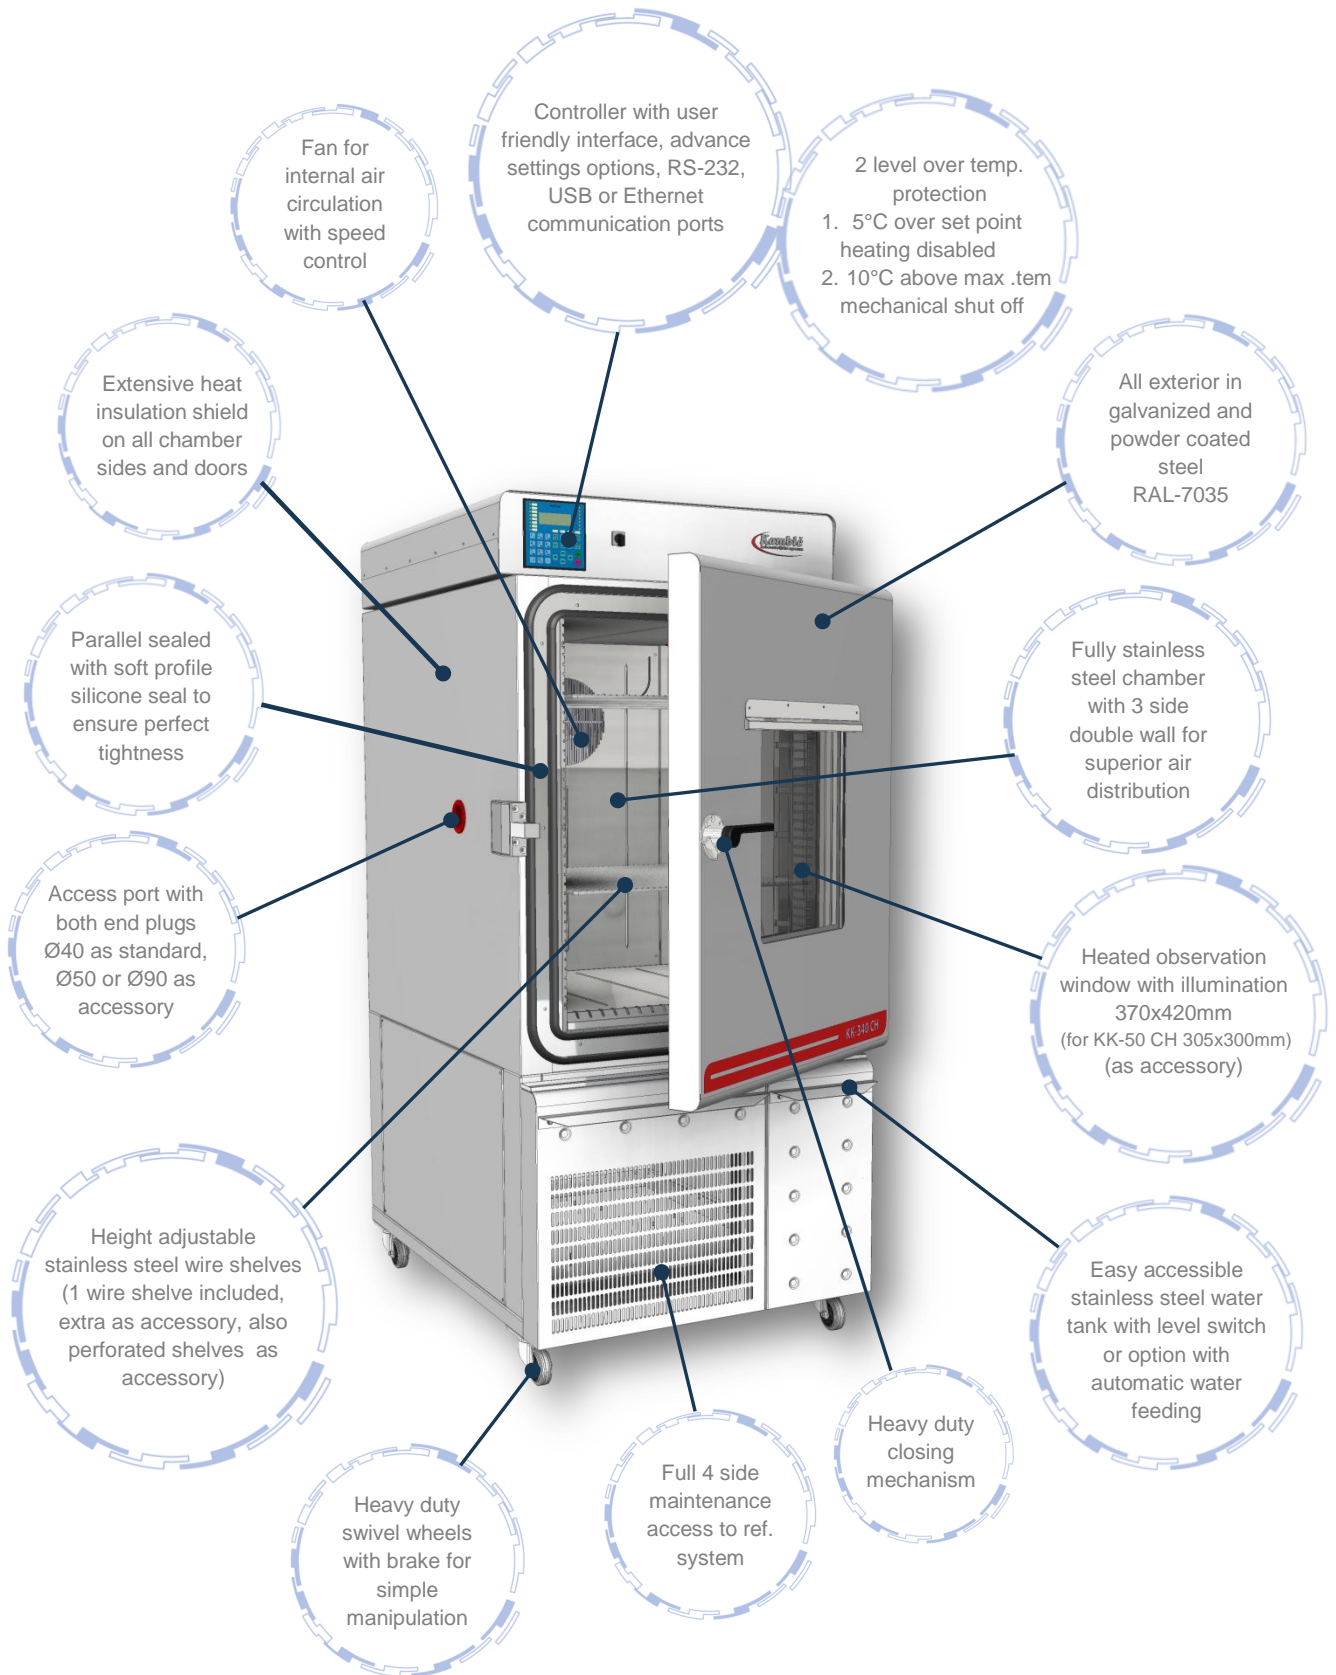 Controller with user
friendly interface, advance
settings options, RS-232,
USB or Ethernet
communication ports
Fan for
internal air
circulation
with speed
control
2 level over temp.
protection
1. 5°C over set point
heating disabled
2. 10°C above max .tem
mechanical shut off
Extensive heat
insulation shield
on all chamber
sides and doors
All exterior in
galvanized and
powder coated
steel
RAL-7035
Kambič
Parallel sealed
with soft profile
silicone seal to
ensure perfect
tightness
Fully stainless
steel chamber
with 3 side
double wall for
superior air
distribution
Access port with
both end plugs
Ø40 as standard,
Ø50 or Ø90 as
accessory
Heated observation
window with illumination
370x420mm
(for KK-50 CH 305x300mm)
(as accessory)
KK-340 CH
Height adjustable
stainless steel wire shelves
(1 wire shelve included,
extra as accessory, also
perforated shelves as
accessory)
Easy accessible
stainless steel water
tank with level switch
or option with
automatic water
feeding
Heavy duty
closing
mechanism
Full 4 side
maintenance
access to ref.
system
Heavy duty
swivel wheels
with brake for
simple
manipulation